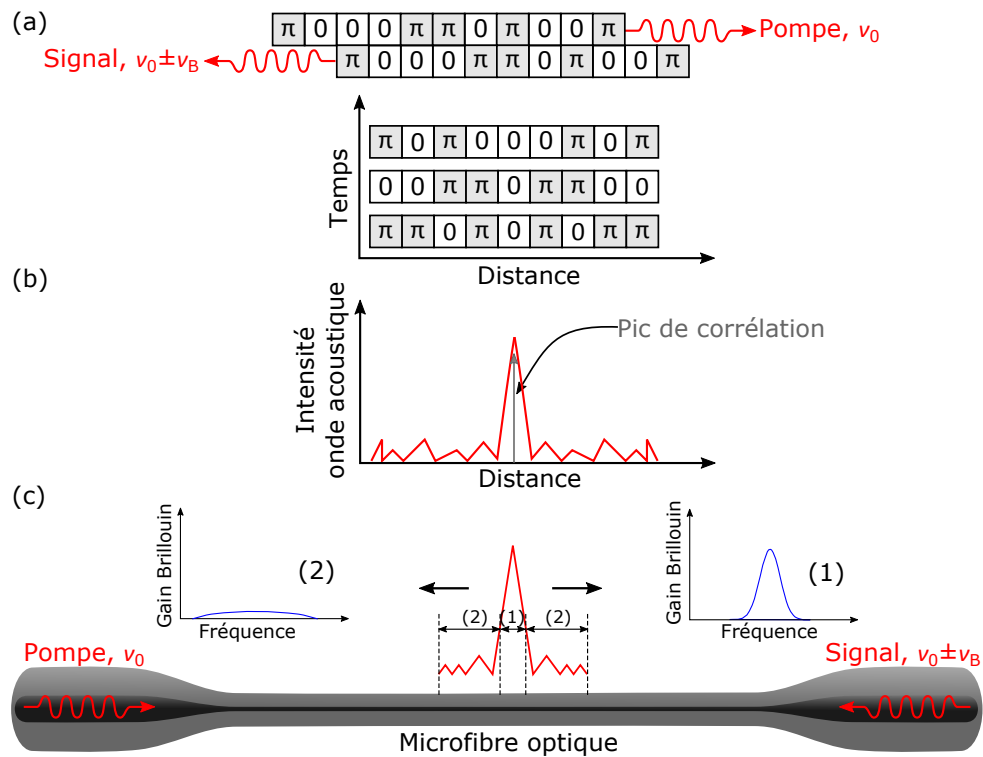 (a)
π 0 0 0 π π 0 π 0 0 π
Pompe, ν0
Signal, ν0±νB
π 0 0 0 π π 0 π 0 0 π
Temps
π 0 π 0 0 0 π 0 π
0 0 π π 0 π π 0 0
π π 0 π 0 π 0 π π
Distance
(b)
Intensité
onde acoustique
Pic de corrélation
Distance
(c)
Gain Brillouin
(2)
Fréquence
Gain Brillouin
(1)
Fréquence
(2) (1) (2)
Pompe, ν0
Signal, ν0±νB
Microfibre optique